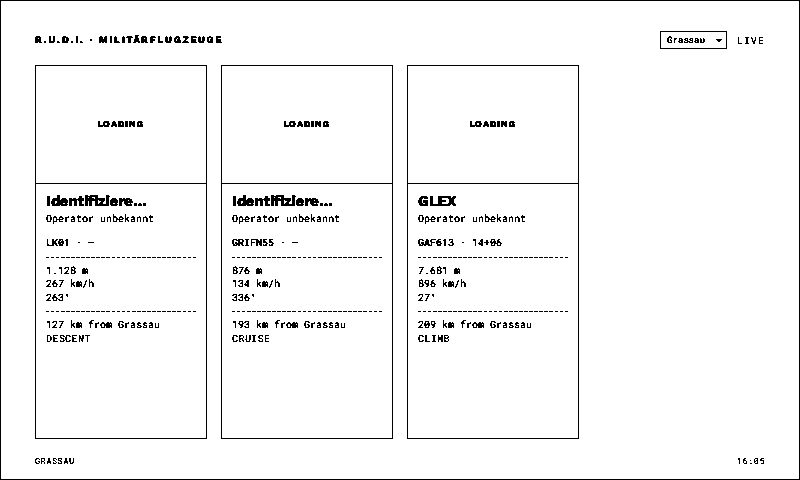 R.U.D.I. · MILITÄRFLUGZEUGE
Grassau
LIVE
LOADING
Identifiziere…
Operator unbekannt
LK01 · —
1.128 m
267 km/h
263°
127 km from Grassau
DESCENT
LOADING
Identifiziere…
Operator unbekannt
GRIFN55 · —
876 m
134 km/h
336°
193 km from Grassau
CRUISE
LOADING
GLEX
Operator unbekannt
GAF613 · 14+06
7.681 m
896 km/h
27°
209 km from Grassau
CLIMB
GRASSAU
16:05